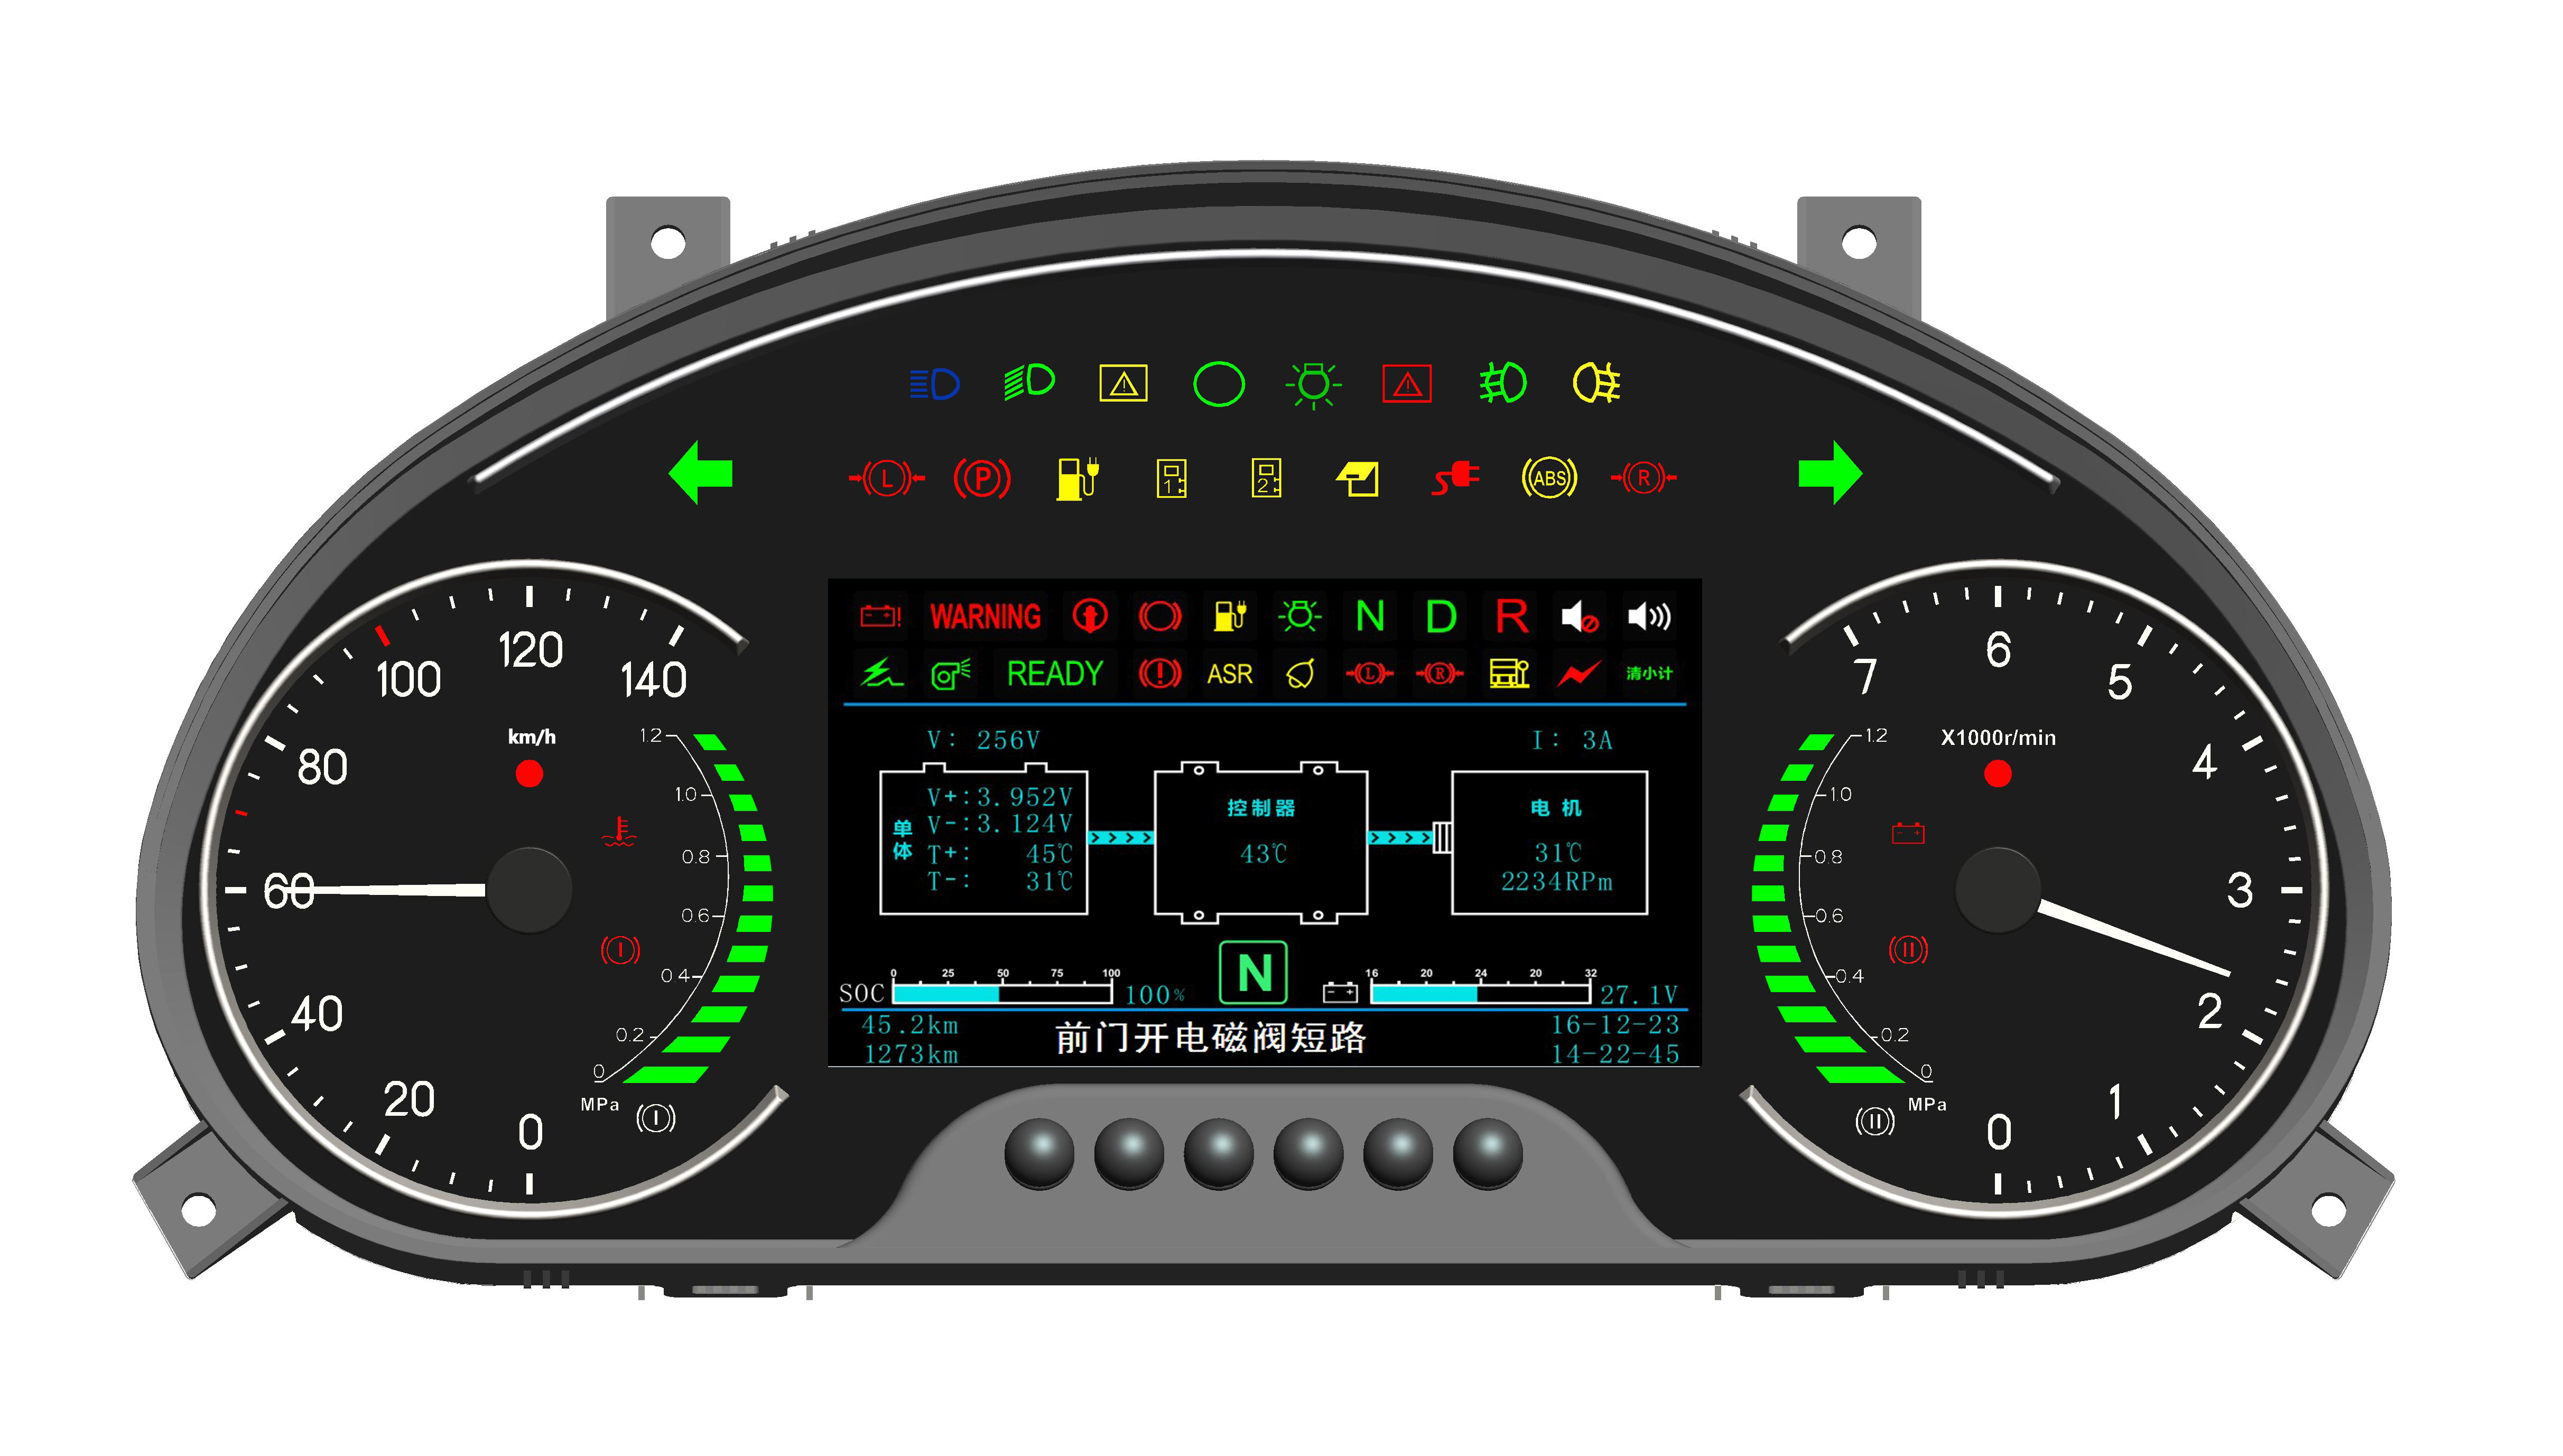 L P 1 2 ABS R
120
100 140
80
60
40
20
0
km/h
1.2
1.0
0.8
0.6
0.4
0.2
0
MPa
I
I
WARNING N D R
READY ! ASR L R 清小计
V: 256V I: 3A
单体
V+:3.952V
V-:3.124V
T+: 45℃
T-: 31℃
控制器
43℃
电机
31℃
2234RPm
N
0 25 50 75 100
SOC 100%
16 20 24 20 32
27.1V
45.2km
1273km
前门开电磁阀短路
16-12-23
14-22-45
6
7 5
4
3
2
1
0
X1000r/min
1.2
1.0
0.8
0.6
0.4
0.2
0
MPa
II
II